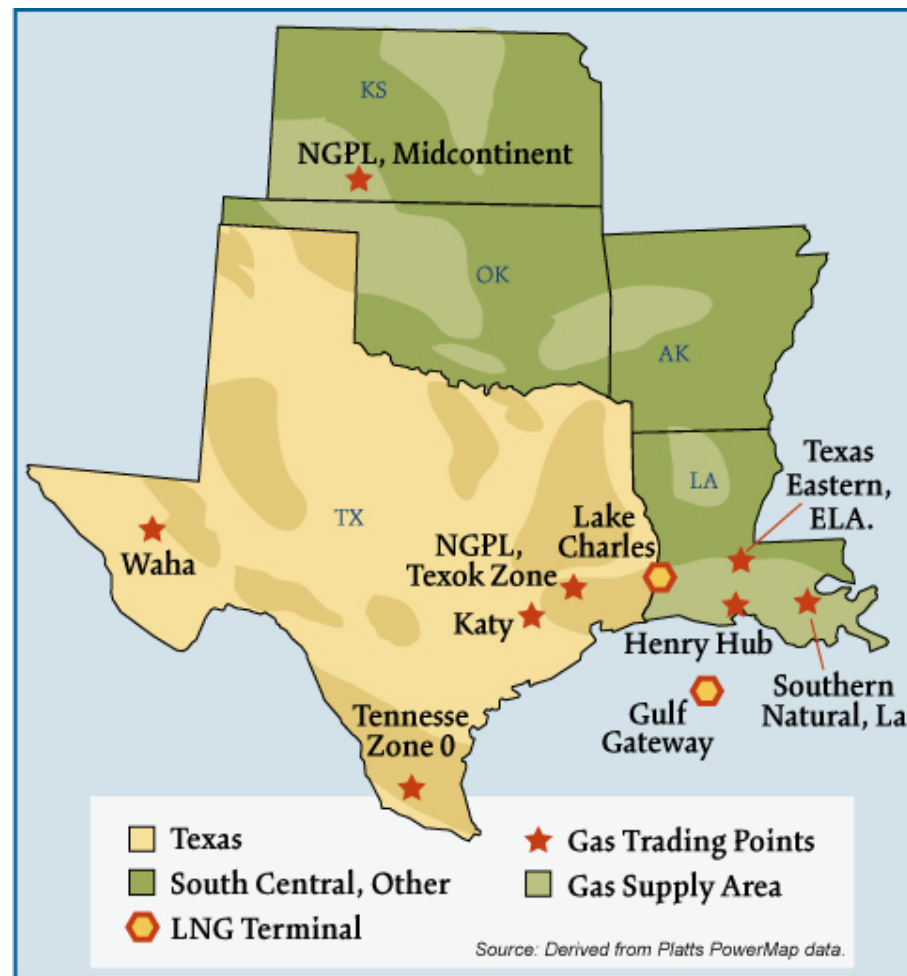 KS
NGPL, Midcontinent
OK
AK
Texas
Eastern,
ELA.
LA
TX
Lake
Charles
NGPL,
Texok Zone
Waha
Katy
Henry Hub
Southern
Natural, La
Gulf
Gateway
Tennesse
Zone 0
Texas
South Central, Other
LNG Terminal
Gas Trading Points
Gas Supply Area
Source: Derived from Platts PowerMap data.